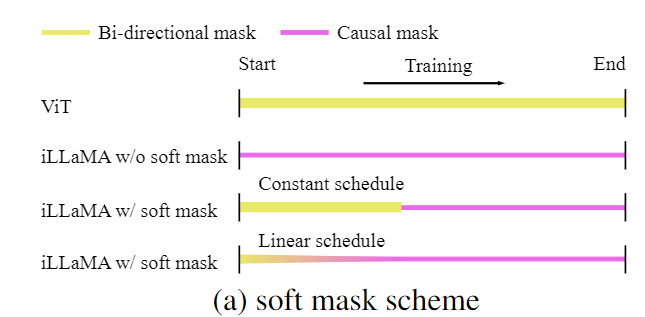 Bi-directional mask Causal mask
Start Training End
ViT
iLLaMA w/o soft mask
Constant schedule
iLLaMA w/ soft mask
Linear schedule
iLLaMA w/ soft mask
(a) soft mask scheme